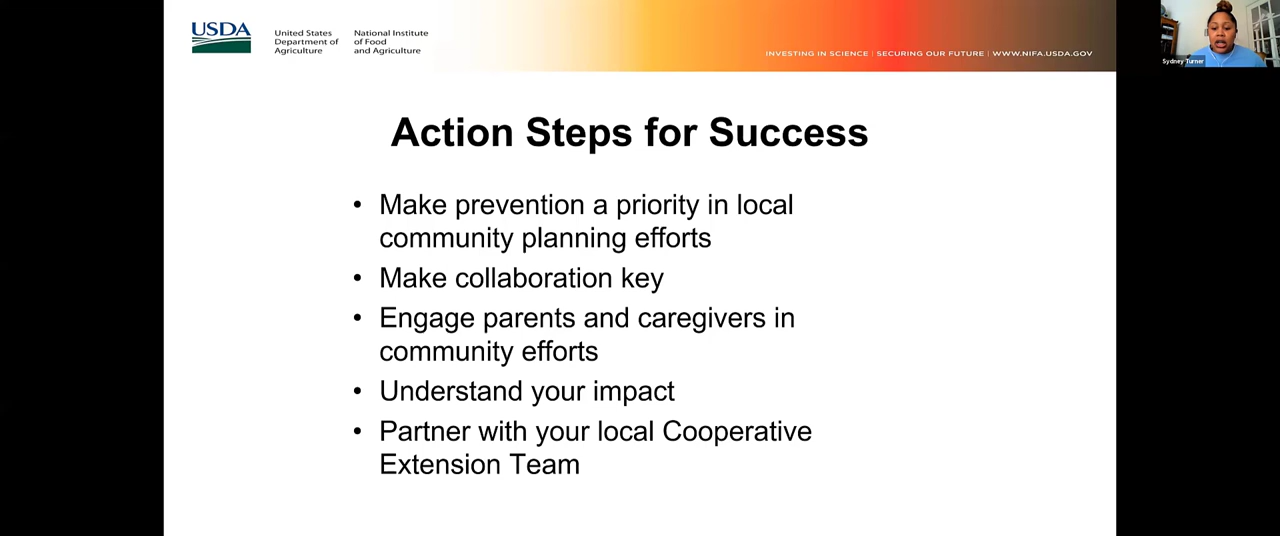 USDA
United States
Department of
Agriculture
National Institute
of Food
and Agriculture
INVESTING IN SCIENCE | SECURING OUR FUTURE | WWW.NIFA.USDA.GOV
Sydney Turner
Action Steps for Success
• Make prevention a priority in local
community planning efforts
• Make collaboration key
• Engage parents and caregivers in
community efforts
• Understand your impact
• Partner with your local Cooperative
Extension Team